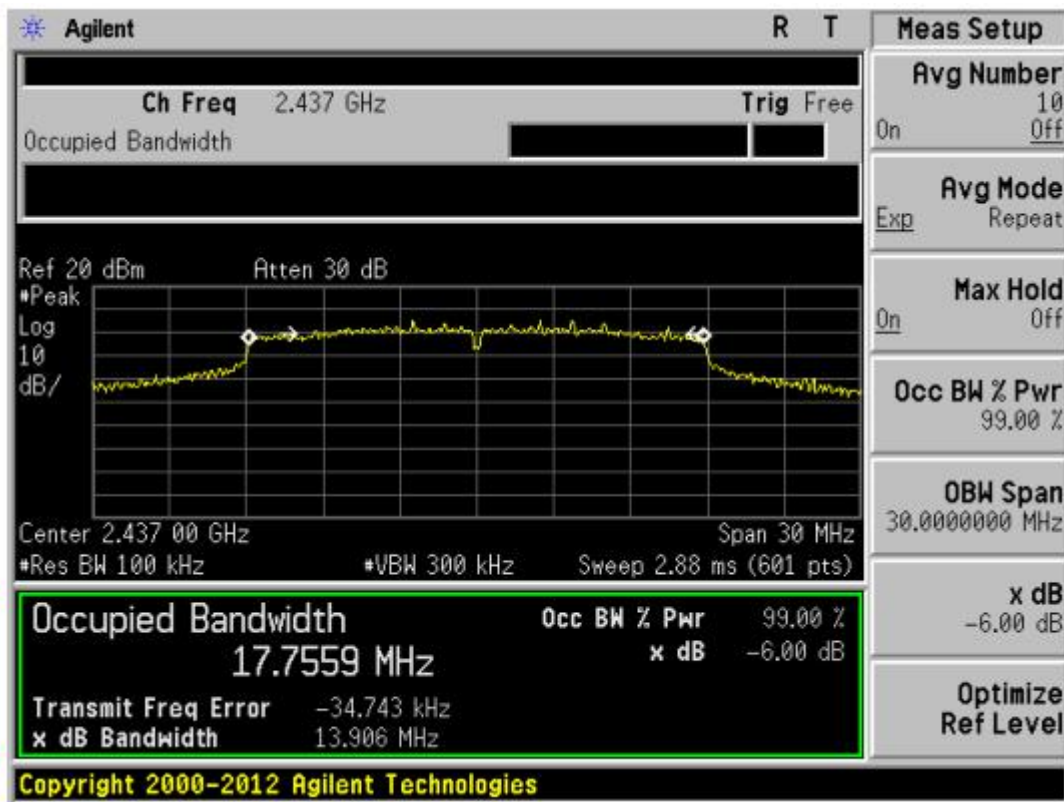 Agilent R T
Ch Freq 2.437 GHz Trig Free
Occupied Bandwidth
Ref 20 dBm Atten 30 dB
#Peak
Log
10
dB/
Center 2.437 00 GHz Span 30 MHz
#Res BW 100 kHz #VBW 300 kHz Sweep 2.88 ms (601 pts)
Occupied Bandwidth Occ BW % Pwr 99.00 %
17.7559 MHz x dB -6.00 dB
Transmit Freq Error -34.743 kHz
x dB Bandwidth 13.906 MHz
Copyright 2000-2012 Agilent Technologies
Meas Setup
Avg Number
10
On Off
Avg Mode
Exp Repeat
Max Hold
On Off
Occ BW % Pwr
99.00 %
OBW Span
30.0000000 MHz
x dB
-6.00 dB
Optimize
Ref Level